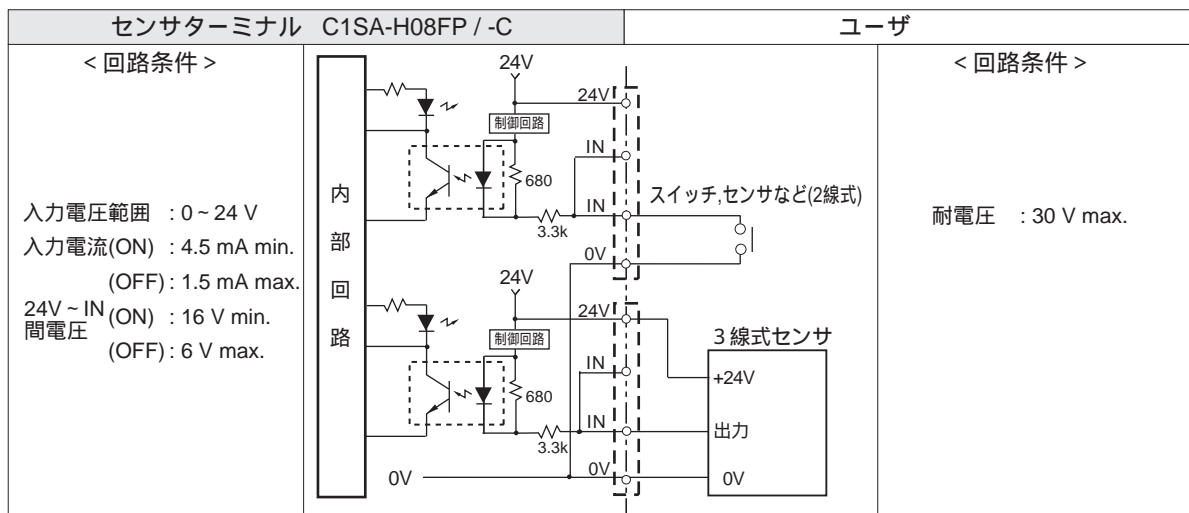 センサターミナル C1SA-H08FP / -C
ユーザ
< 回路条件 >
入力電圧範囲 : 0 ~ 24 V
入力電流(ON) : 4.5 mA min.
(OFF) : 1.5 mA max.
24V ~ IN
間電圧
(ON) : 16 V min.
(OFF) : 6 V max.
内部回路
24V
24V
制御回路
IN
680
IN
3.3k
0V
スイッチ,センサなど(2線式)
24V
24V
制御回路
IN
680
IN
3.3k
0V
0V
3線式センサ
+24V
出力
0V
< 回路条件 >
耐電圧 : 30 V max.